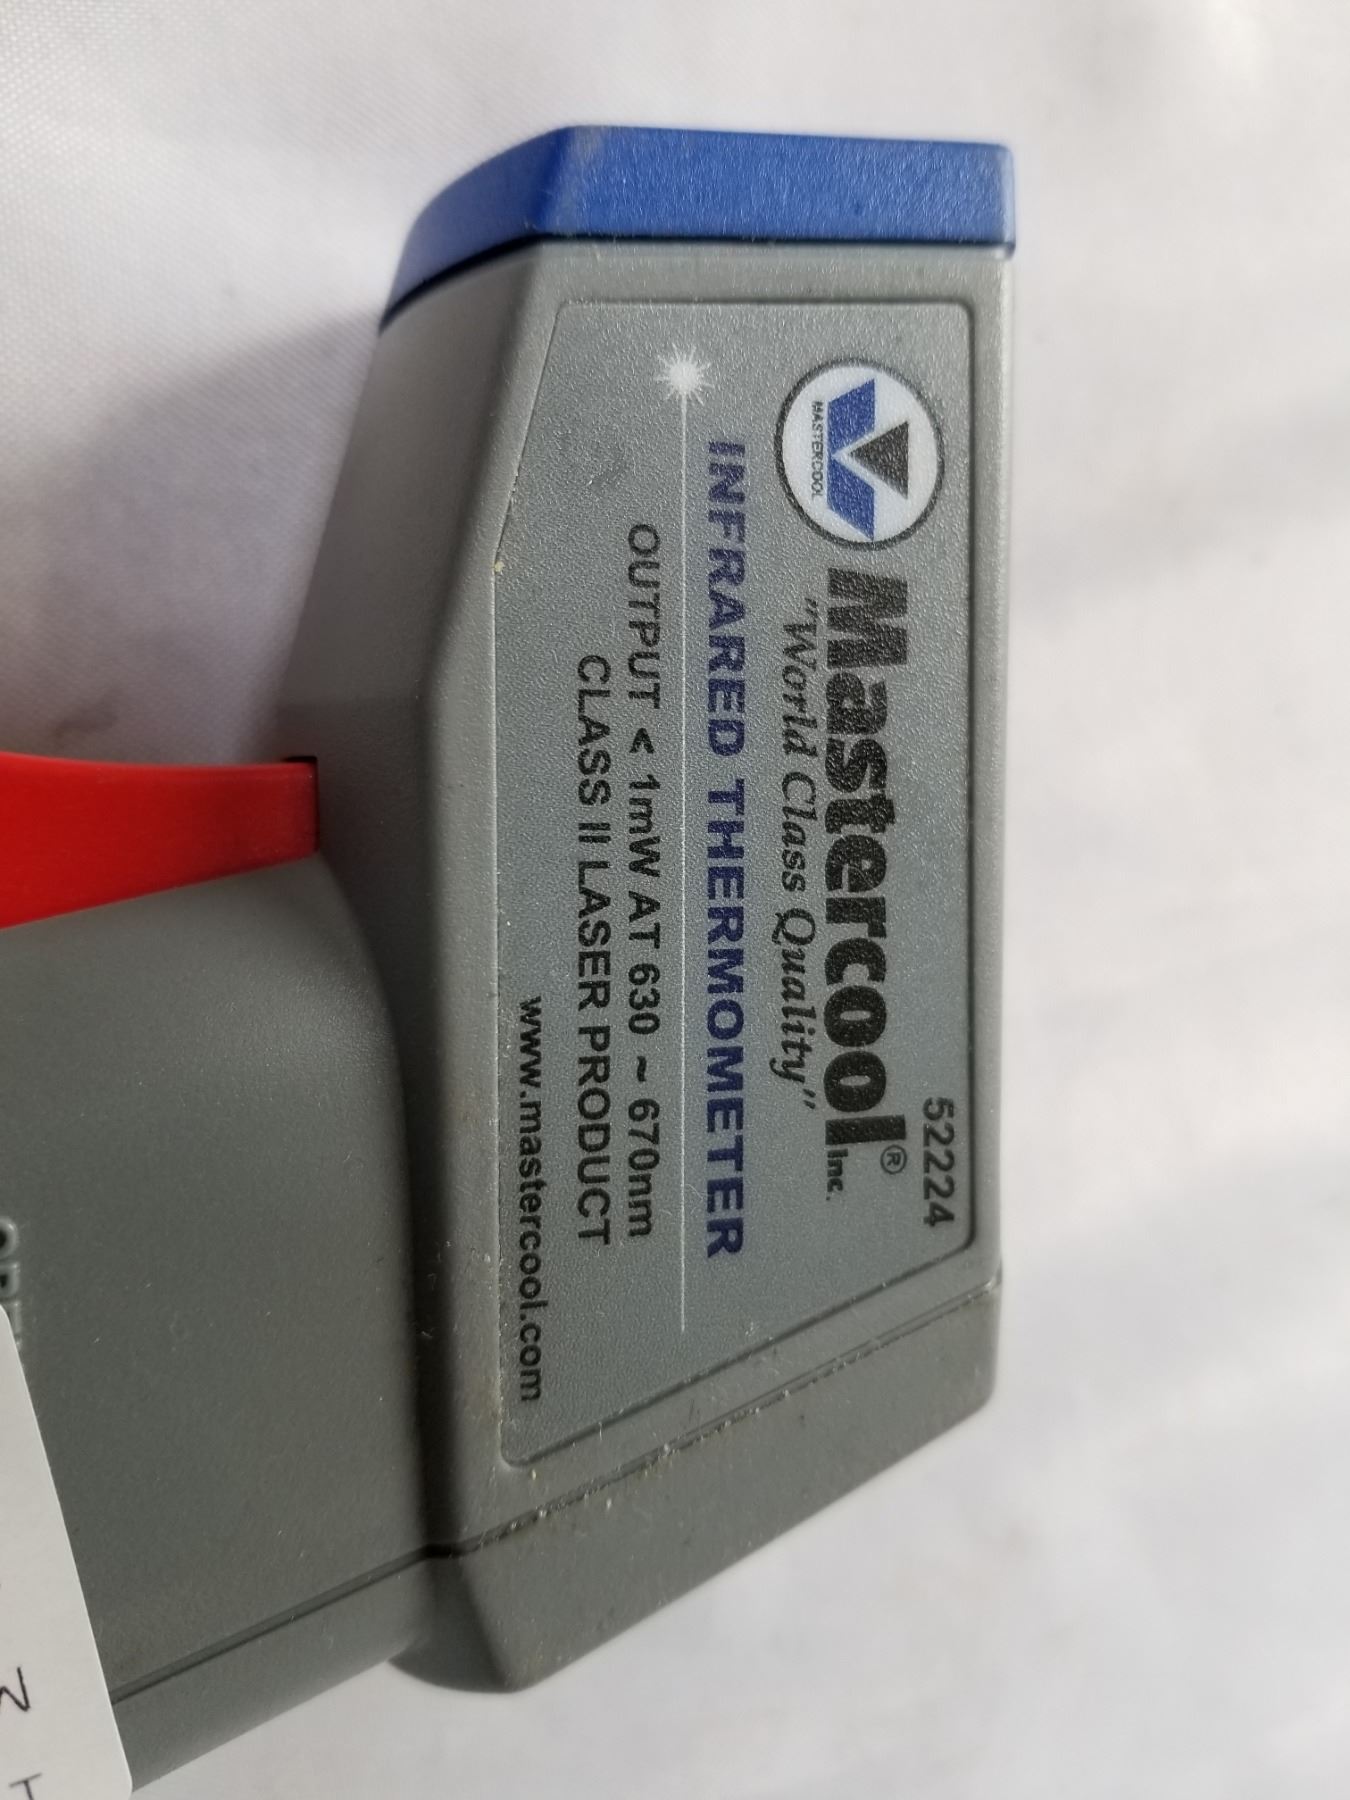 52224
MASTERCOOL
Mastercool® Inc.
"World Class Quality"
INFRARED THERMOMETER
OUTPUT < 1mW AT 630 ~ 670nm
CLASS II LASER PRODUCT
www.mastercool.com